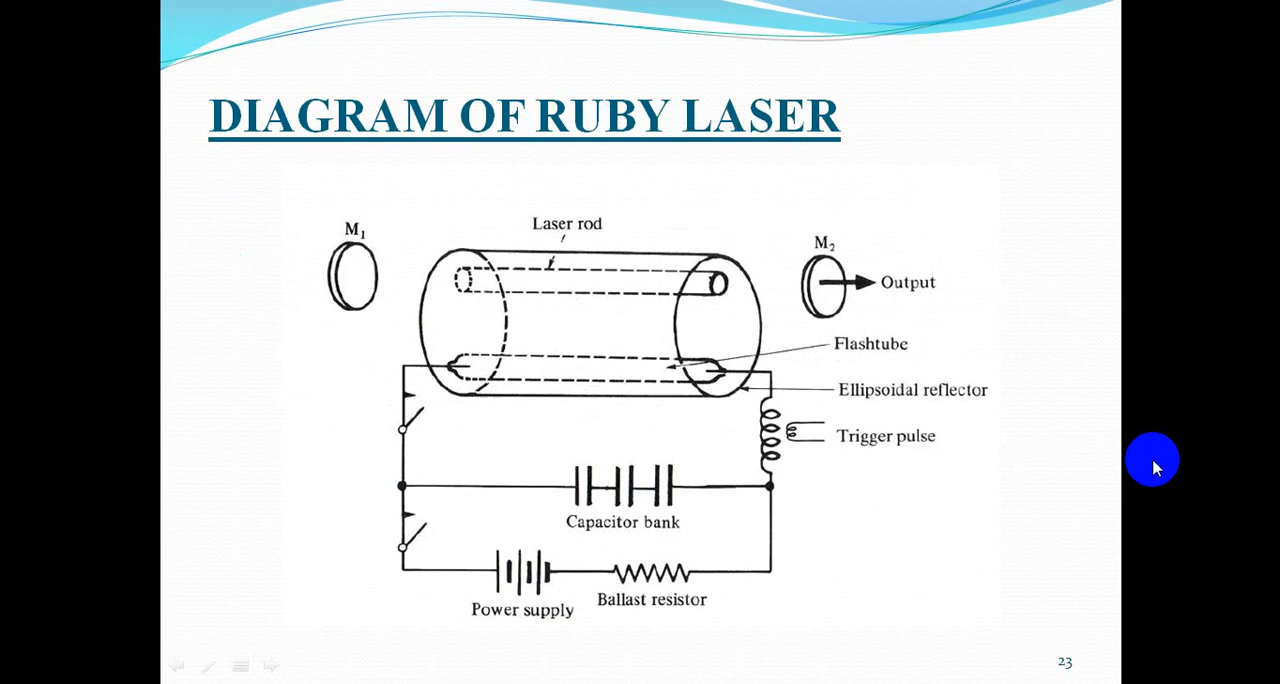 DIAGRAM OF RUBY LASER
Laser rod
M₁
M₂
Output
Flashtube
Ellipsoidal reflector
Trigger pulse
Capacitor bank
Ballast resistor
Power supply
23